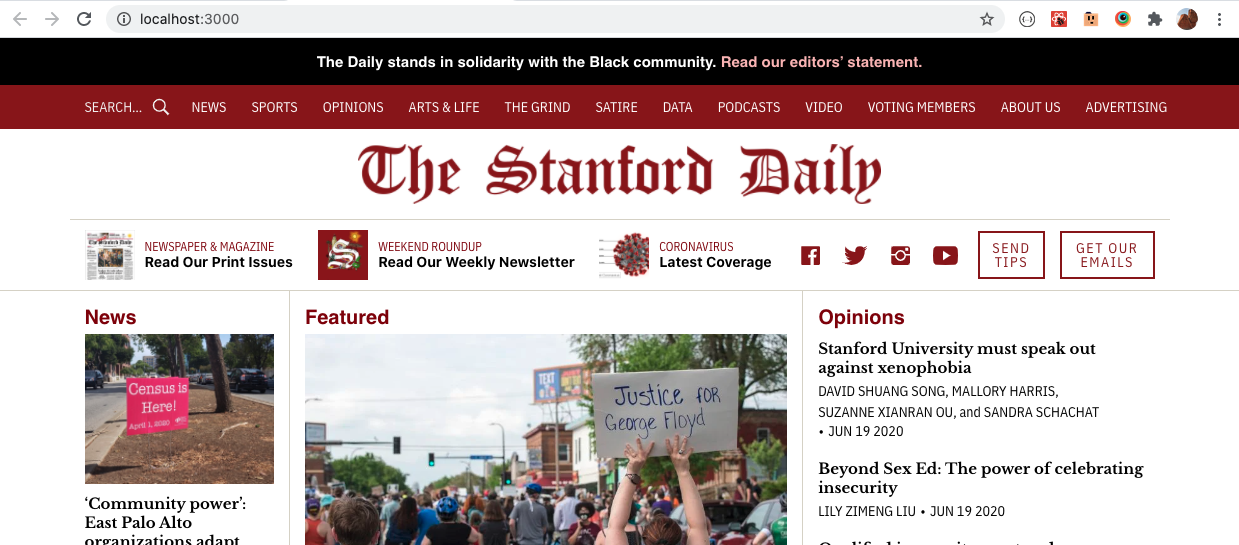 localhost:3000
The Daily stands in solidarity with the Black community. Read our editors’ statement.
SEARCH... NEWS SPORTS OPINIONS ARTS & LIFE THE GRIND SATIRE DATA PODCASTS VIDEO VOTING MEMBERS ABOUT US ADVERTISING
The Stanford Daily
The Stanford Daily
NEWSPAPER & MAGAZINE
Read Our Print Issues
S
WEEKEND ROUNDUP
Read Our Weekly Newsletter
CORONAVIRUS
Latest Coverage
SEND
TIPS
GET OUR
EMAILS
News
Census is
Here!
April 1, 2020
‘Community power’:
East Palo Alto
organizations adapt
Featured
TEXT
Justice for
George Floyd
Opinions
Stanford University must speak out
against xenophobia
DAVID SHUANG SONG, MALLORY HARRIS,
SUZANNE XIANRAN OU, and SANDRA SCHACHAT
• JUN 19 2020
Beyond Sex Ed: The power of celebrating
insecurity
LILY ZIMENG LIU • JUN 19 2020